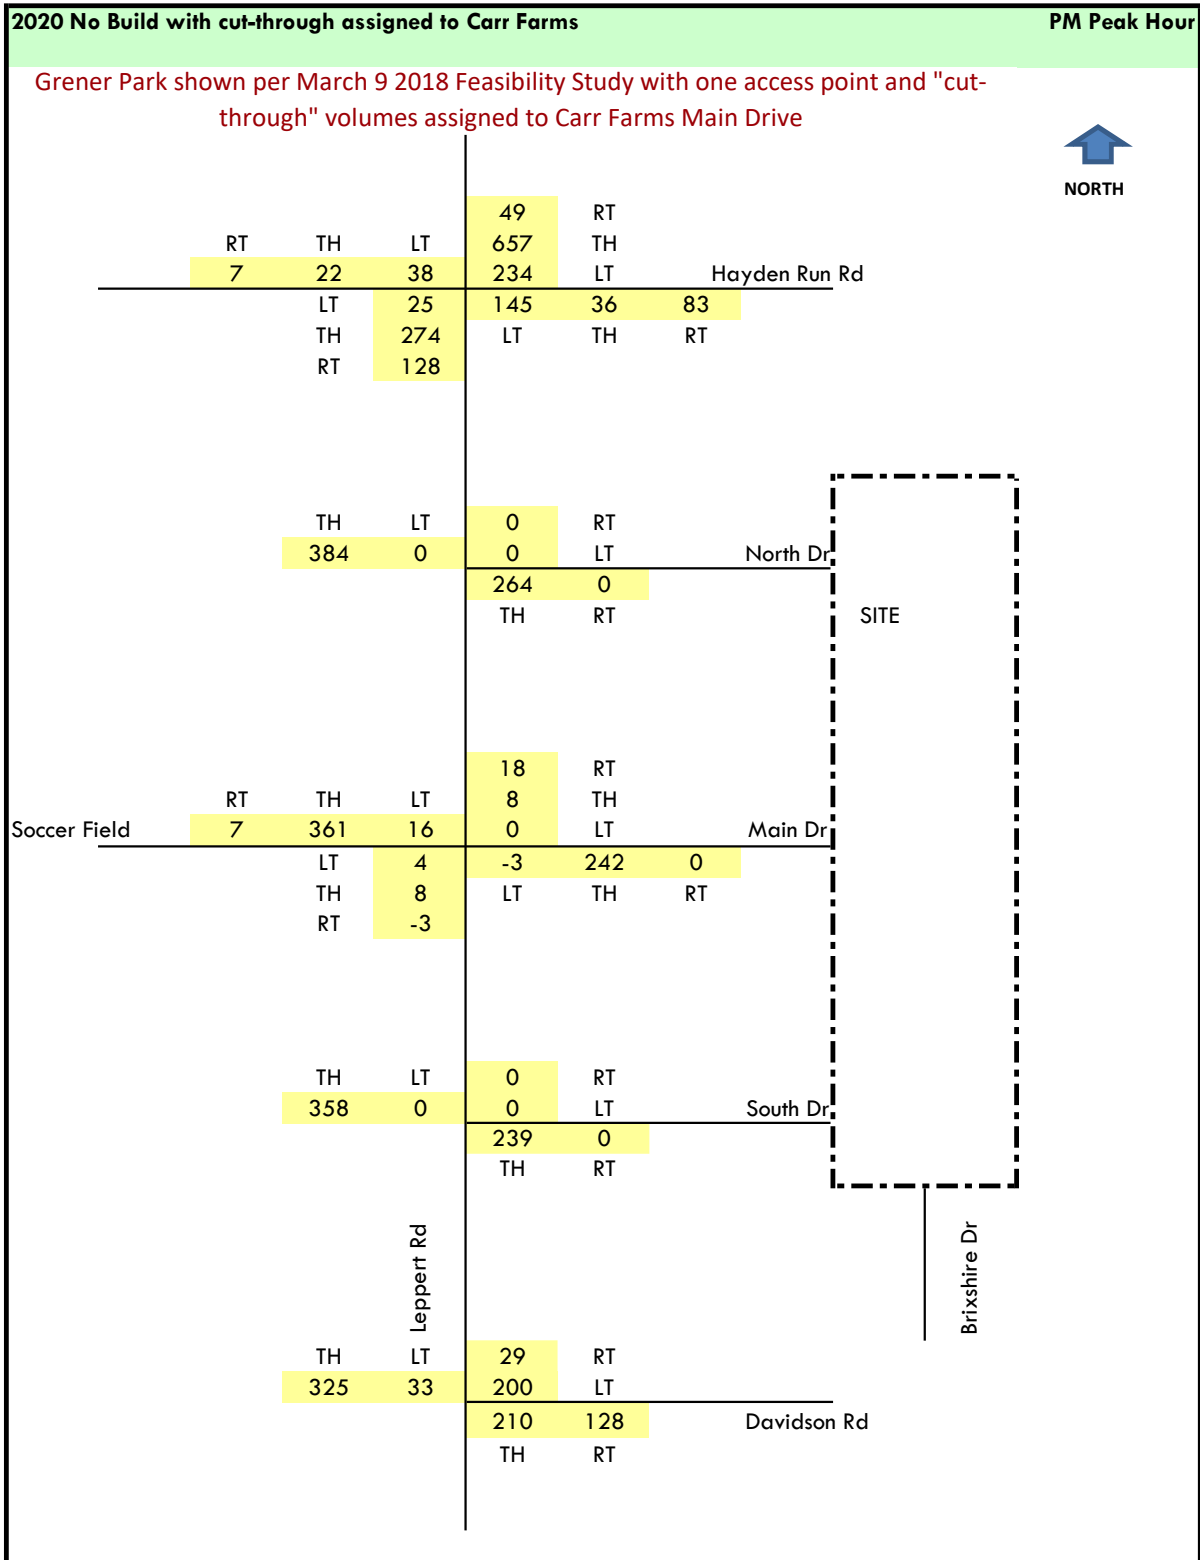 2020 No Build with cut-through assigned to Carr Farms PM Peak Hour
Grener Park shown per March 9 2018 Feasibility Study with one access point and "cut-
through" volumes assigned to Carr Farms Main Drive
NORTH
49 RT
RT TH LT 657 TH
7 22 38 234 LT Hayden Run Rd
LT 25 145 36 83
TH 274 LT TH RT
RT 128
TH LT 0 RT
384 0 0 LT North Dr
264 0
TH RT SITE
18 RT
RT TH LT 8 TH
Soccer Field 7 361 16 0 LT Main Dr
LT 4 -3 242 0
TH 8 LT TH RT
RT -3
TH LT 0 RT
358 0 0 LT South Dr
239 0
TH RT
Leppert Rd
Brixshire Dr
TH LT 29 RT
325 33 200 LT
210 128 Davidson Rd
TH RT